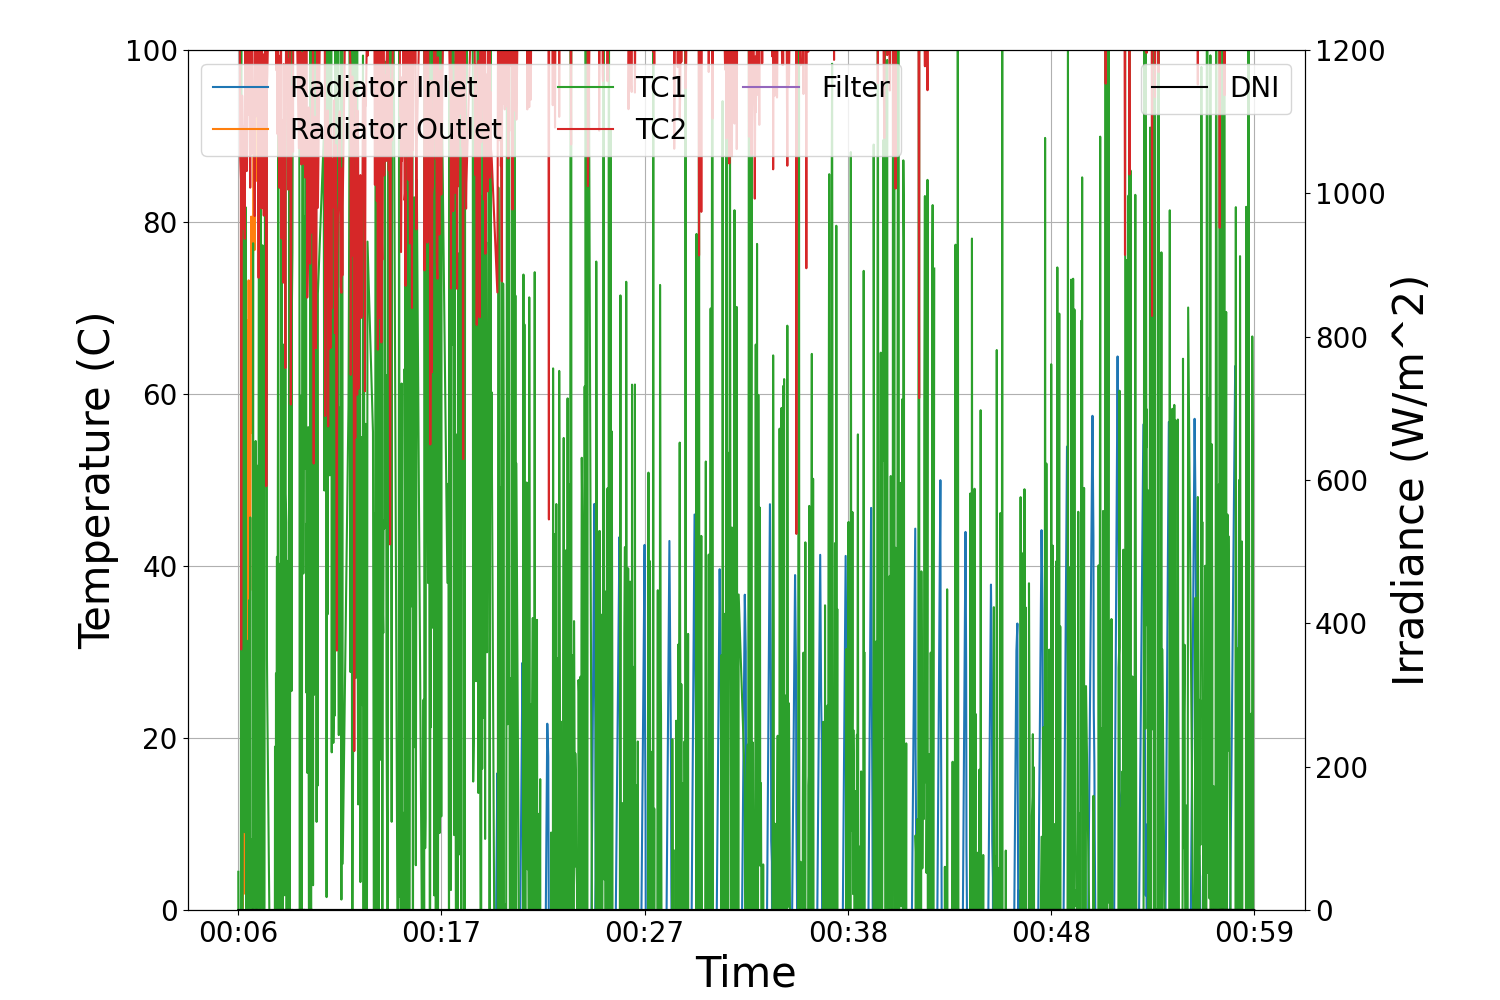 100
80
60
40
20
0
Temperature (C)
Radiator Inlet
Radiator Outlet
TC1
TC2
Filter
DNI
1200
1000
800
600
400
200
0
Irradiance (W/m^2)
00:06
00:17
00:27
00:38
00:48
00:59
Time